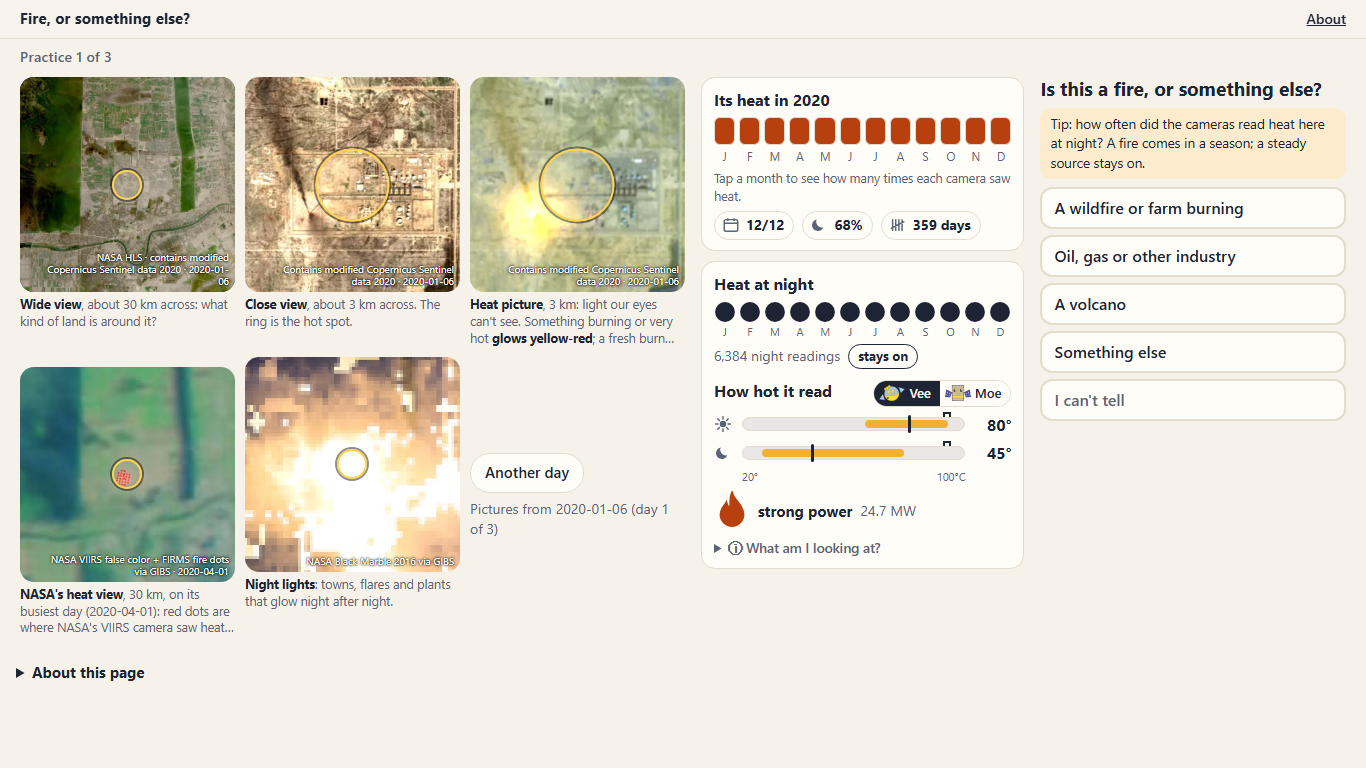 Fire, or something else?
About
Practice 1 of 3
NASA HLS · contains modified
Copernicus Sentinel data 2020 · 2020-01-
06
Wide view, about 30 km across: what
kind of land is around it?
Contains modified Copernicus Sentinel
data 2020 · 2020-01-06
Close view, about 3 km across. The
ring is the hot spot.
Contains modified Copernicus Sentinel
data 2020 · 2020-01-06
Heat picture, 3 km: light our eyes
can't see. Something burning or very
hot glows yellow-red; a fresh burn...
NASA VIIRS false color + FIRMS fire dots
via GIBS · 2020-04-01
NASA's heat view, 30 km, on its
busiest day (2020-04-01): red dots are
where NASA's VIIRS camera saw heat...
NASA Black Marble 2016 via GIBS
Night lights: towns, flares and plants
that glow night after night.
Another day
Pictures from 2020-01-06 (day 1
of 3)
Its heat in 2020
J F M A M J J A S O N D
Tap a month to see how many times each camera saw
heat.
12/12 68% 359 days
Heat at night
J F M A M J J A S O N D
6,384 night readings stays on
How hot it read Vee Moe
80°
45°
20° 100°C
strong power 24.7 MW
What am I looking at?
Is this a fire, or something else?
Tip: how often did the cameras read heat here
at night? A fire comes in a season; a steady
source stays on.
A wildfire or farm burning
Oil, gas or other industry
A volcano
Something else
I can't tell
About this page